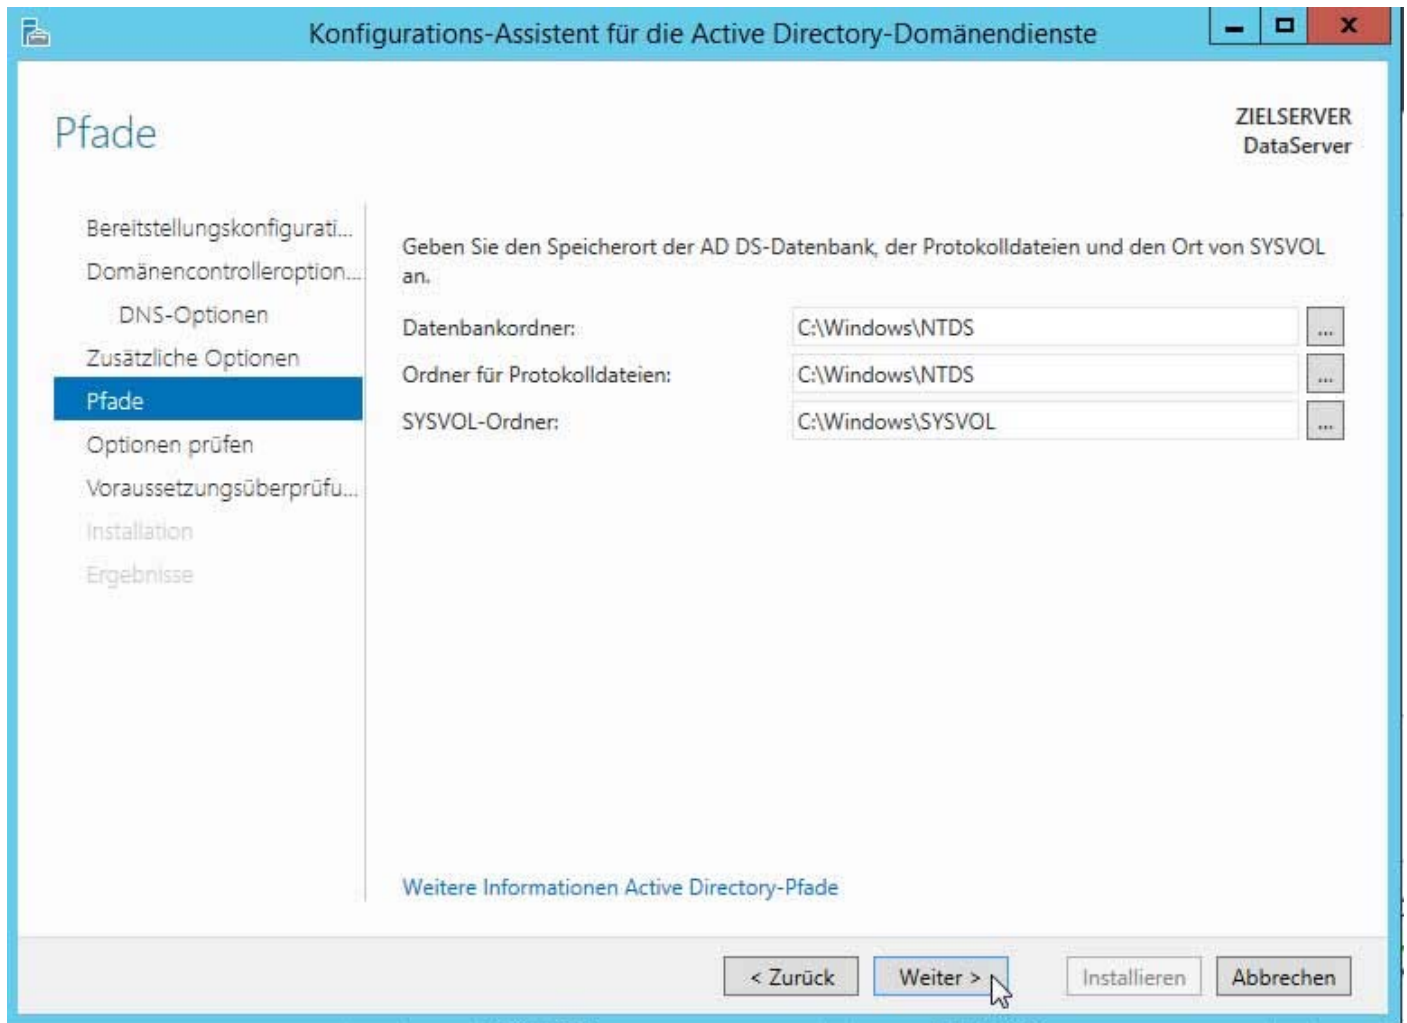 Konfigurations-Assistent für die Active Directory-Domänendienste
Pfade
ZIELSERVER
DataServer
Bereitstellungskonfigurati...
Domänencontrolleroption...
DNS-Optionen
Zusätzliche Optionen
Pfade
Optionen prüfen
Voraussetzungsüberprüfu...
Installation
Ergebnisse
Geben Sie den Speicherort der AD DS-Datenbank, der Protokolldateien und den Ort von SYSVOL
an.
Datenbankordner: C:\Windows\NTDS ...
Ordner für Protokolldateien: C:\Windows\NTDS ...
SYSVOL-Ordner: C:\Windows\SYSVOL ...
Weitere Informationen Active Directory-Pfade
< Zurück Weiter > Installieren Abbrechen